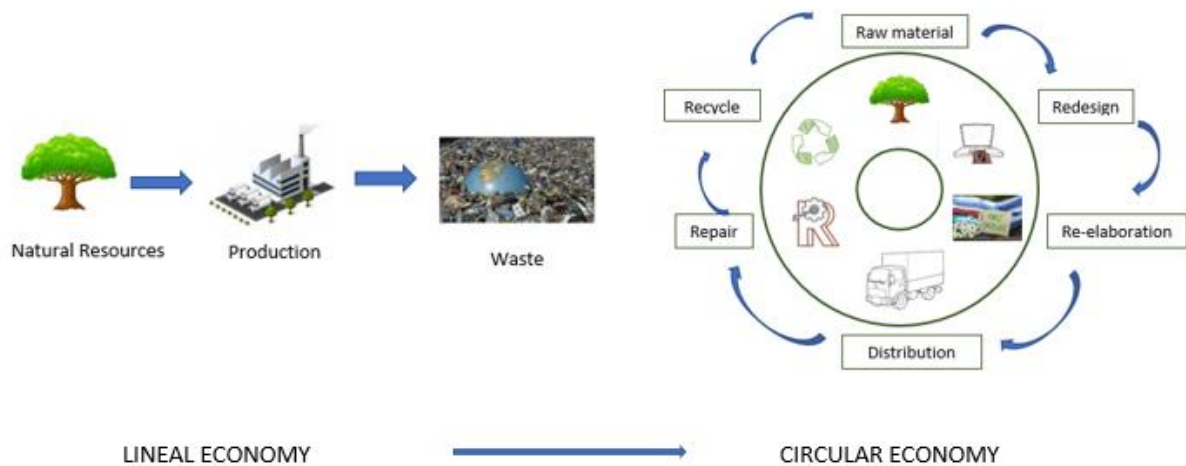 Raw material
Recycle
Redesign
Natural Resources
Production
Waste
Repair
Re-elaboration
Distribution
LINEAL ECONOMY
CIRCULAR ECONOMY